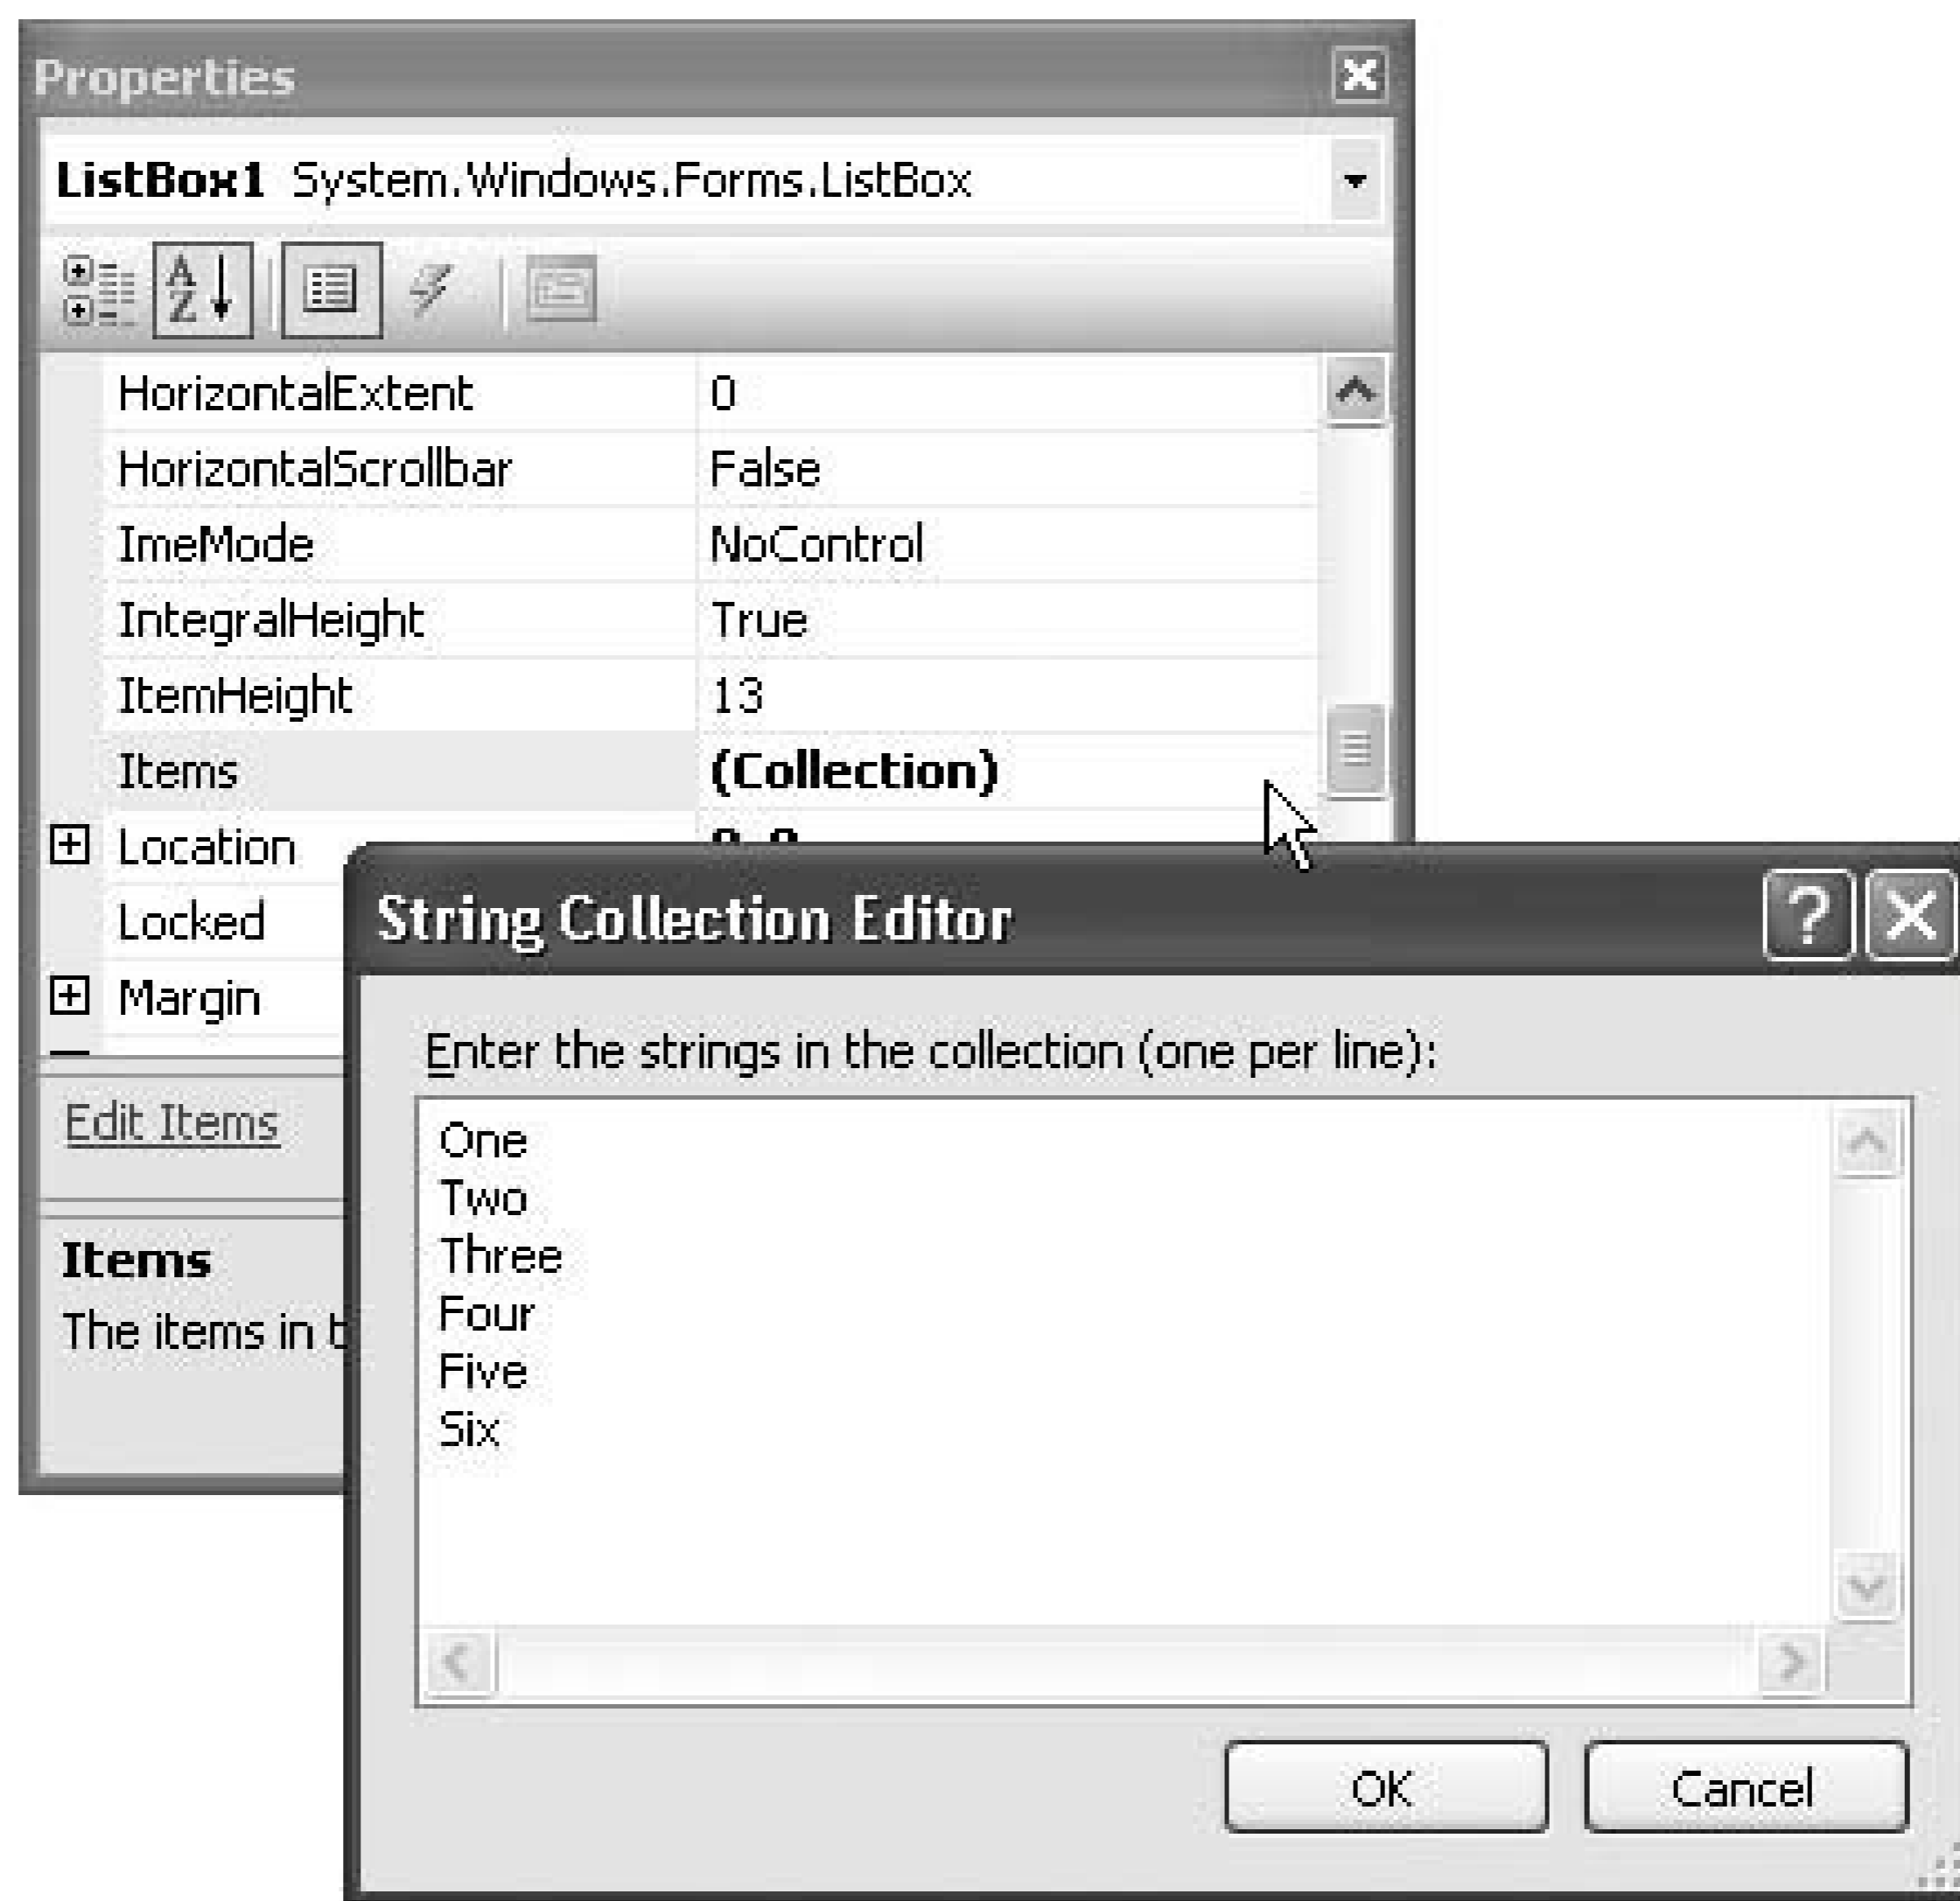 Properties
ListBox1 System.Windows.Forms.ListBox
HorizontalExtent 0
HorizontalScrollbar False
ImeMode NoControl
IntegralHeight True
ItemHeight 13
Items (Collection)
Location
Locked
Margin
Edit Items
Items
The items in
String Collection Editor
Enter the strings in the collection (one per line):
One
Two
Three
Four
Five
Six
OK Cancel